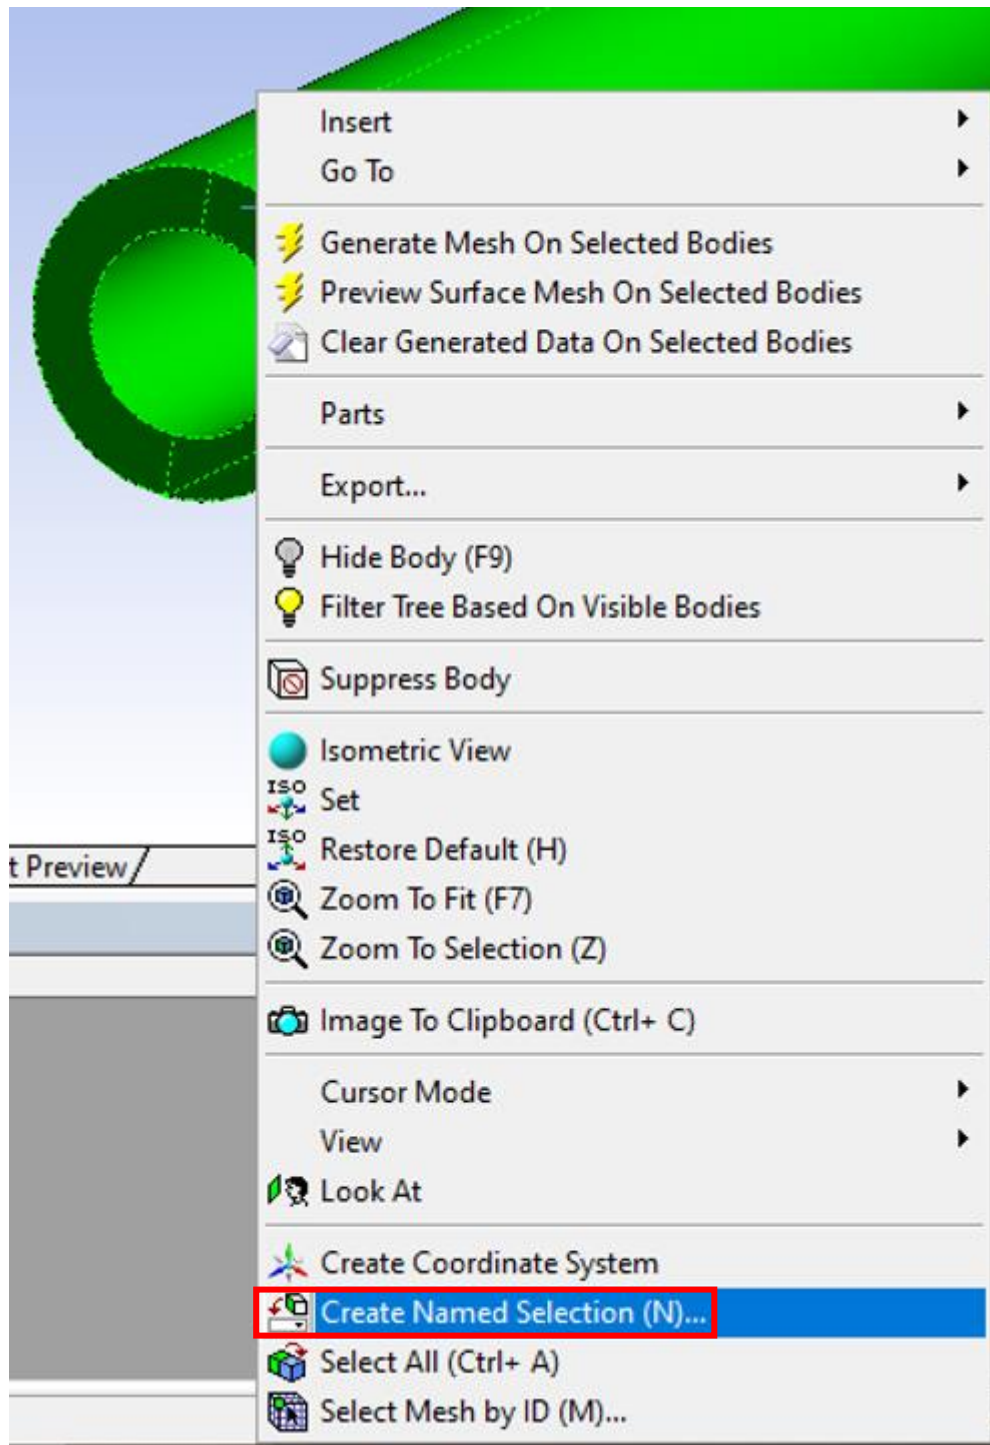 Insert
Go To
Generate Mesh On Selected Bodies
Preview Surface Mesh On Selected Bodies
Clear Generated Data On Selected Bodies
Parts
Export...
Hide Body (F9)
Filter Tree Based On Visible Bodies
Suppress Body
Isometric View
ISO
Set
ISO
Restore Default (H)
t Preview
Zoom To Fit (F7)
Zoom To Selection (Z)
Image To Clipboard (Ctrl+ C)
Cursor Mode
View
Look At
Create Coordinate System
Create Named Selection (N)...
Select All (Ctrl+ A)
Select Mesh by ID (M)...